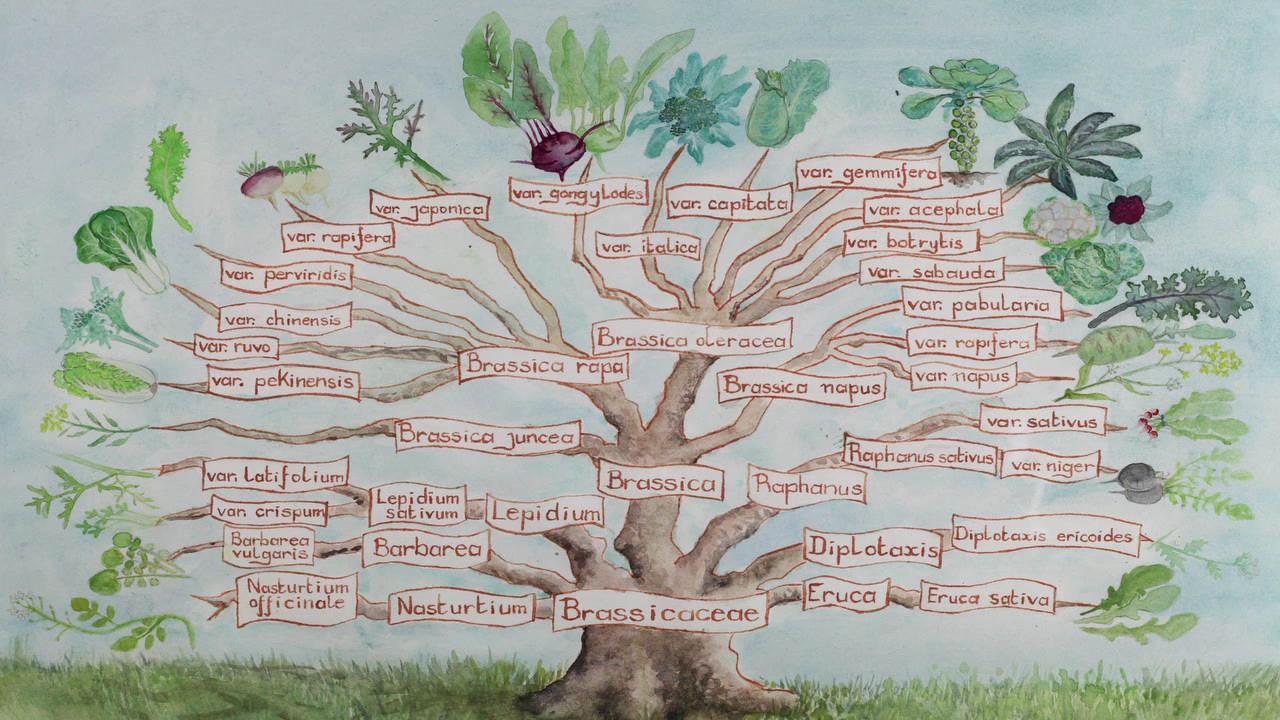 var. gemmifera
var. gongylodes
var. capitata
var. japonica
var. acephala
var. rapifera
var. italica
var. botrytis
var. perviridis
var. sabauda
var. pabularia
var. chinensis
Brassica oleracea
var. rapifera
var. ruvo
Brassica rapa
var. napus
var. pekinensis
Brassica napus
var. sativus
Brassica juncea
Raphanus sativus
var. niger
var. latifolium
Brassica
Raphanus
Lepidium
sativum
var. crispum
Lepidium
Diplotaxis ericoides
Barbarea
vulgaris
Barbarea
Diplotaxis
Nasturtium
officinale
Nasturtium
Brassicaceae
Eruca
Eruca sativa